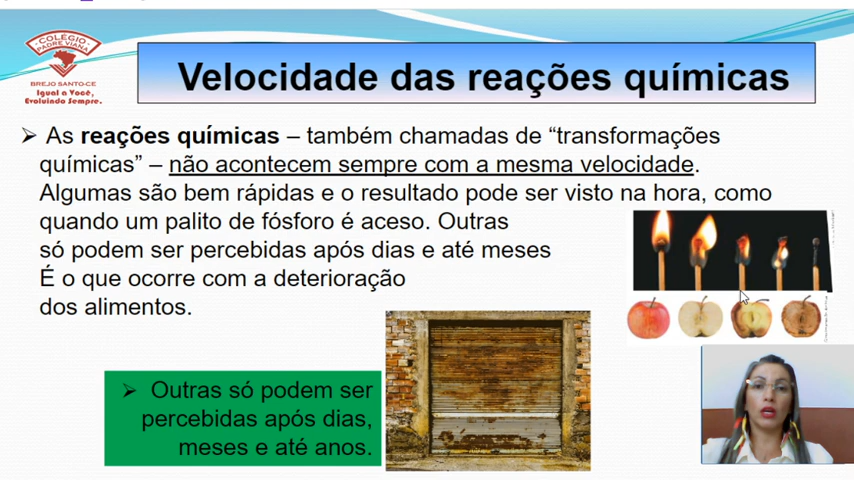 COLÉGIO
PADRE VIANA
BREJO SANTO-CE
Igual a Você,
Evoluindo Sempre.
Velocidade das reações químicas
➢ As reações químicas – também chamadas de “transformações
químicas” – não acontecem sempre com a mesma velocidade.
Algumas são bem rápidas e o resultado pode ser visto na hora, como
quando um palito de fósforo é aceso. Outras
só podem ser percebidas após dias e até meses
É o que ocorre com a deterioração
dos alimentos.
➢ Outras só podem ser
percebidas após dias,
meses e até anos.